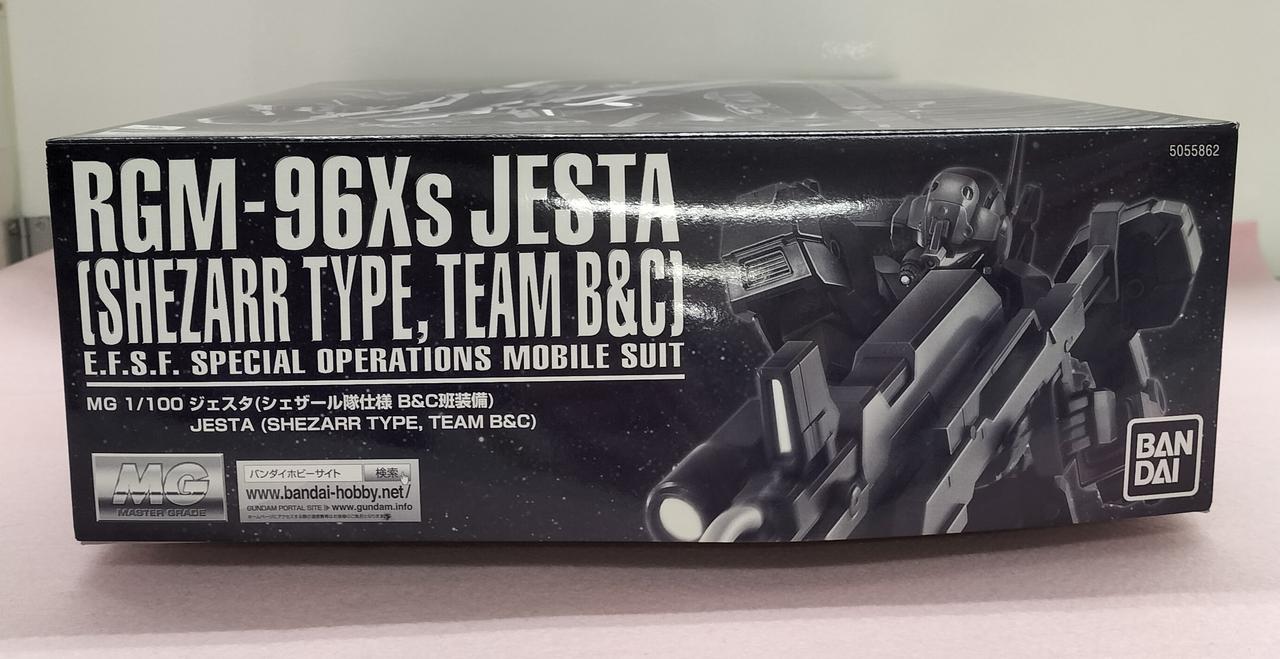 5055862
RGM-96Xs JESTA
(SHEZARR TYPE, TEAM B&C)
E.F.S.F. SPECIAL OPERATIONS MOBILE SUIT
MG 1/100 ジェスタ(シェザール隊仕様 B&C班装備)
JESTA (SHEZARR TYPE, TEAM B&C)
MG
MASTER GRADE
バンダイホビーサイト 検索
www.bandai-hobby.net/
GUNDAM PORTAL SITE www.gundam.info
BAN
DAI